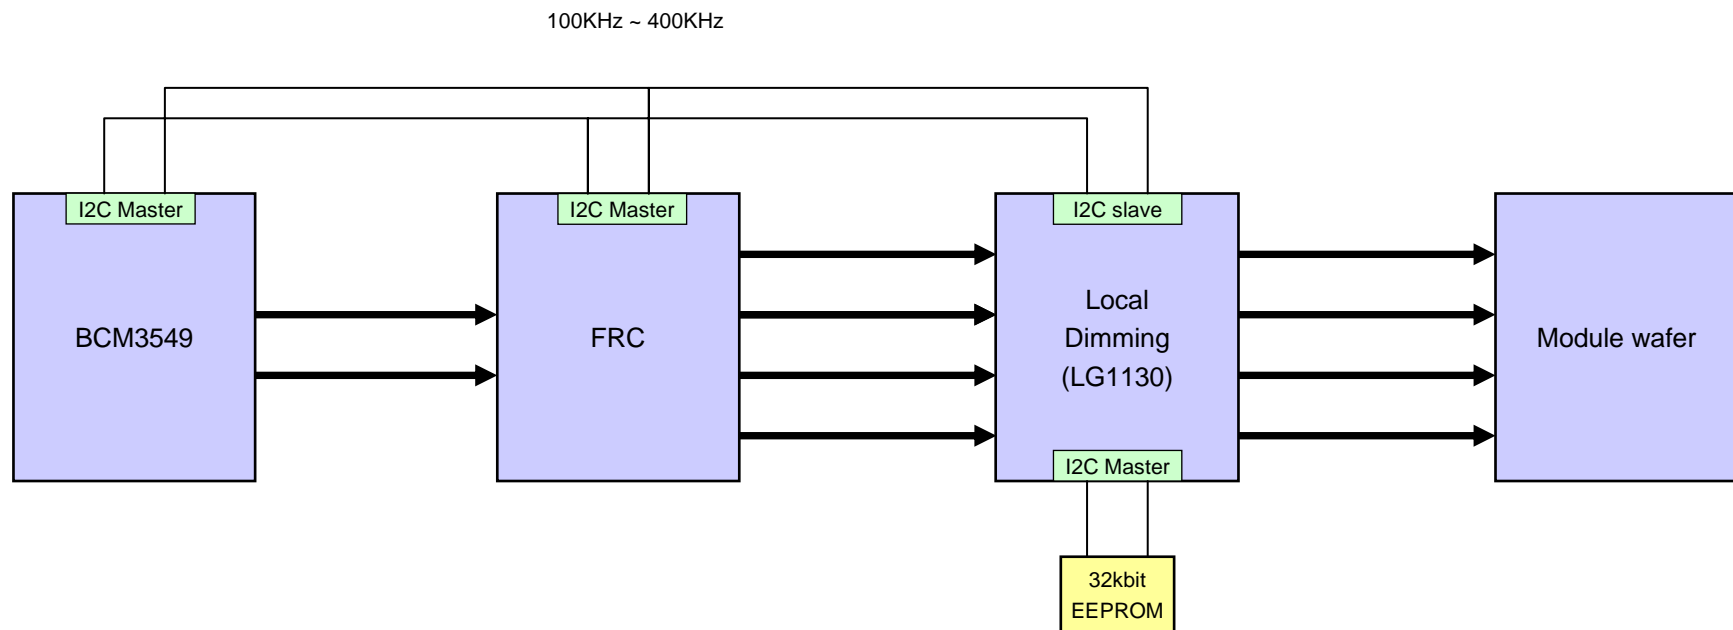 100KHz ~ 400KHz
I2C Master
I2C Master
I2C slave
BCM3549
FRC
Local
Dimming
(LG1130)
Module wafer
I2C Master
32kbit
EEPROM